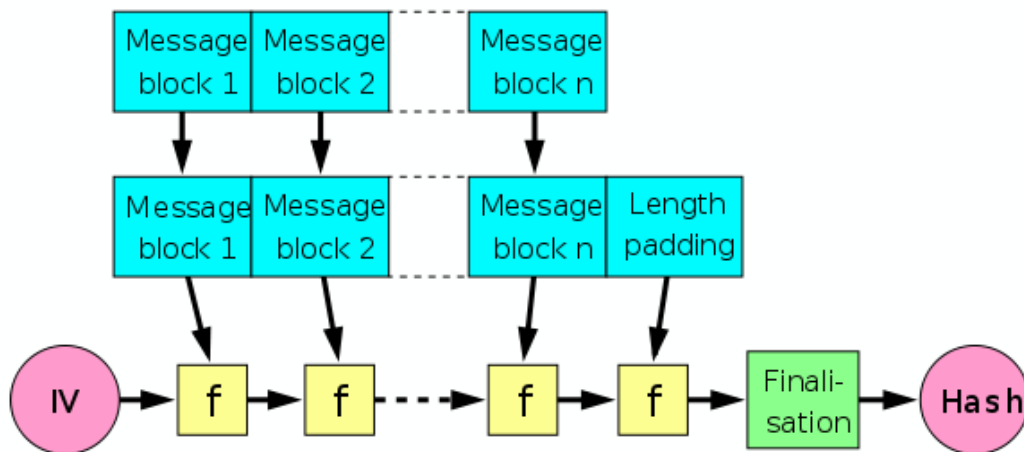 Message
block 1
Message
block 2
Message
block n
Message
block 1
Message
block 2
Message
block n
Length
padding
IV
f
f
f
f
Finali-
sation
Hash